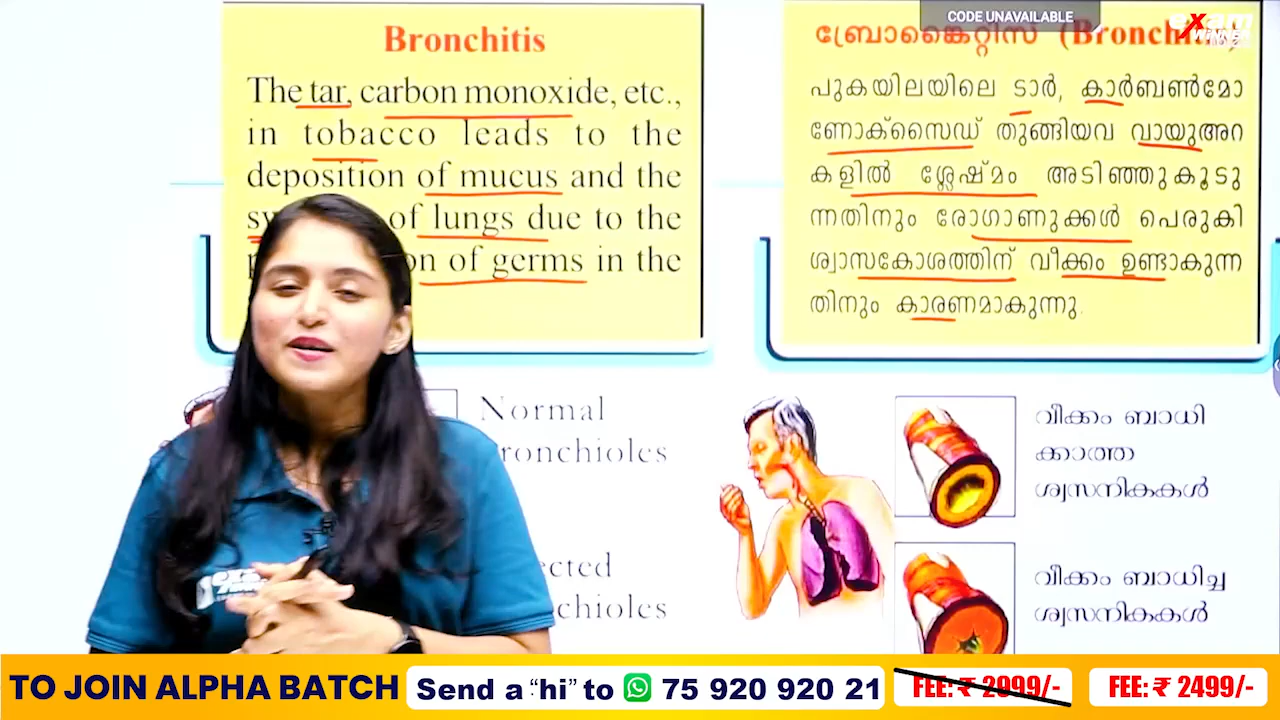 CODE UNAVAILABLE
exam
WINNER
Bronchitis
The tar, carbon monoxide, etc.,
in tobacco leads to the
deposition of mucus and the
of lungs due to the
of germs in the
Normal
ronchioles
ected
chioles
ബ്രോങ്കൈറ്റിസ് (Bronchitis)
പുകയിലയിലെ ടാർ, കാർബൺമോ
ണോക്സൈഡ് തുങ്ങിയവ വായുഅറ
കളിൽ ശ്ലേഷ്മം അടിഞ്ഞുകൂടു
ന്നതിനും രോഗാണുക്കൾ പെരുകി
ശ്വാസകോശത്തിന് വീക്കം ഉണ്ടാകുന്ന
തിനും കാരണമാകുന്നു.
വീക്കം ബാധി
ക്കാത്ത
ശ്വസനികകൾ
വീക്കം ബാധിച്ച
ശ്വസനികകൾ
TO JOIN ALPHA BATCH Send a “hi” to 75 920 920 21 FEE: ₹ 2999/- FEE: ₹ 2499/-